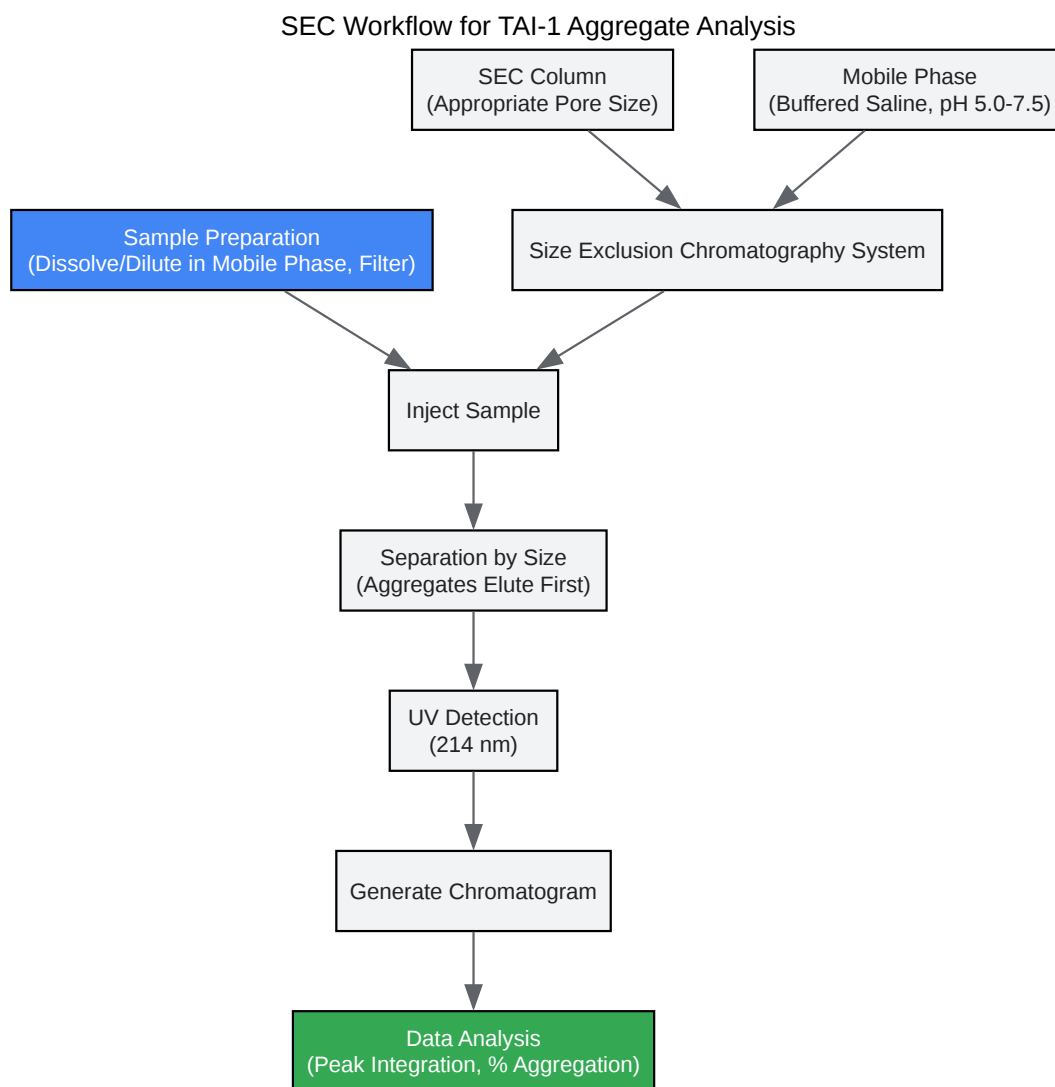 SEC Workflow for TAI-1 Aggregate Analysis
SEC Column
(Appropriate Pore Size)
Mobile Phase
(Buffered Saline, pH 5.0-7.5)
Sample Preparation
(Dissolve/Dilute in Mobile Phase, Filter)
Size Exclusion Chromatography System
Inject Sample
Separation by Size
(Aggregates Elute First)
UV Detection
(214 nm)
Generate Chromatogram
Data Analysis
(Peak Integration, % Aggregation)